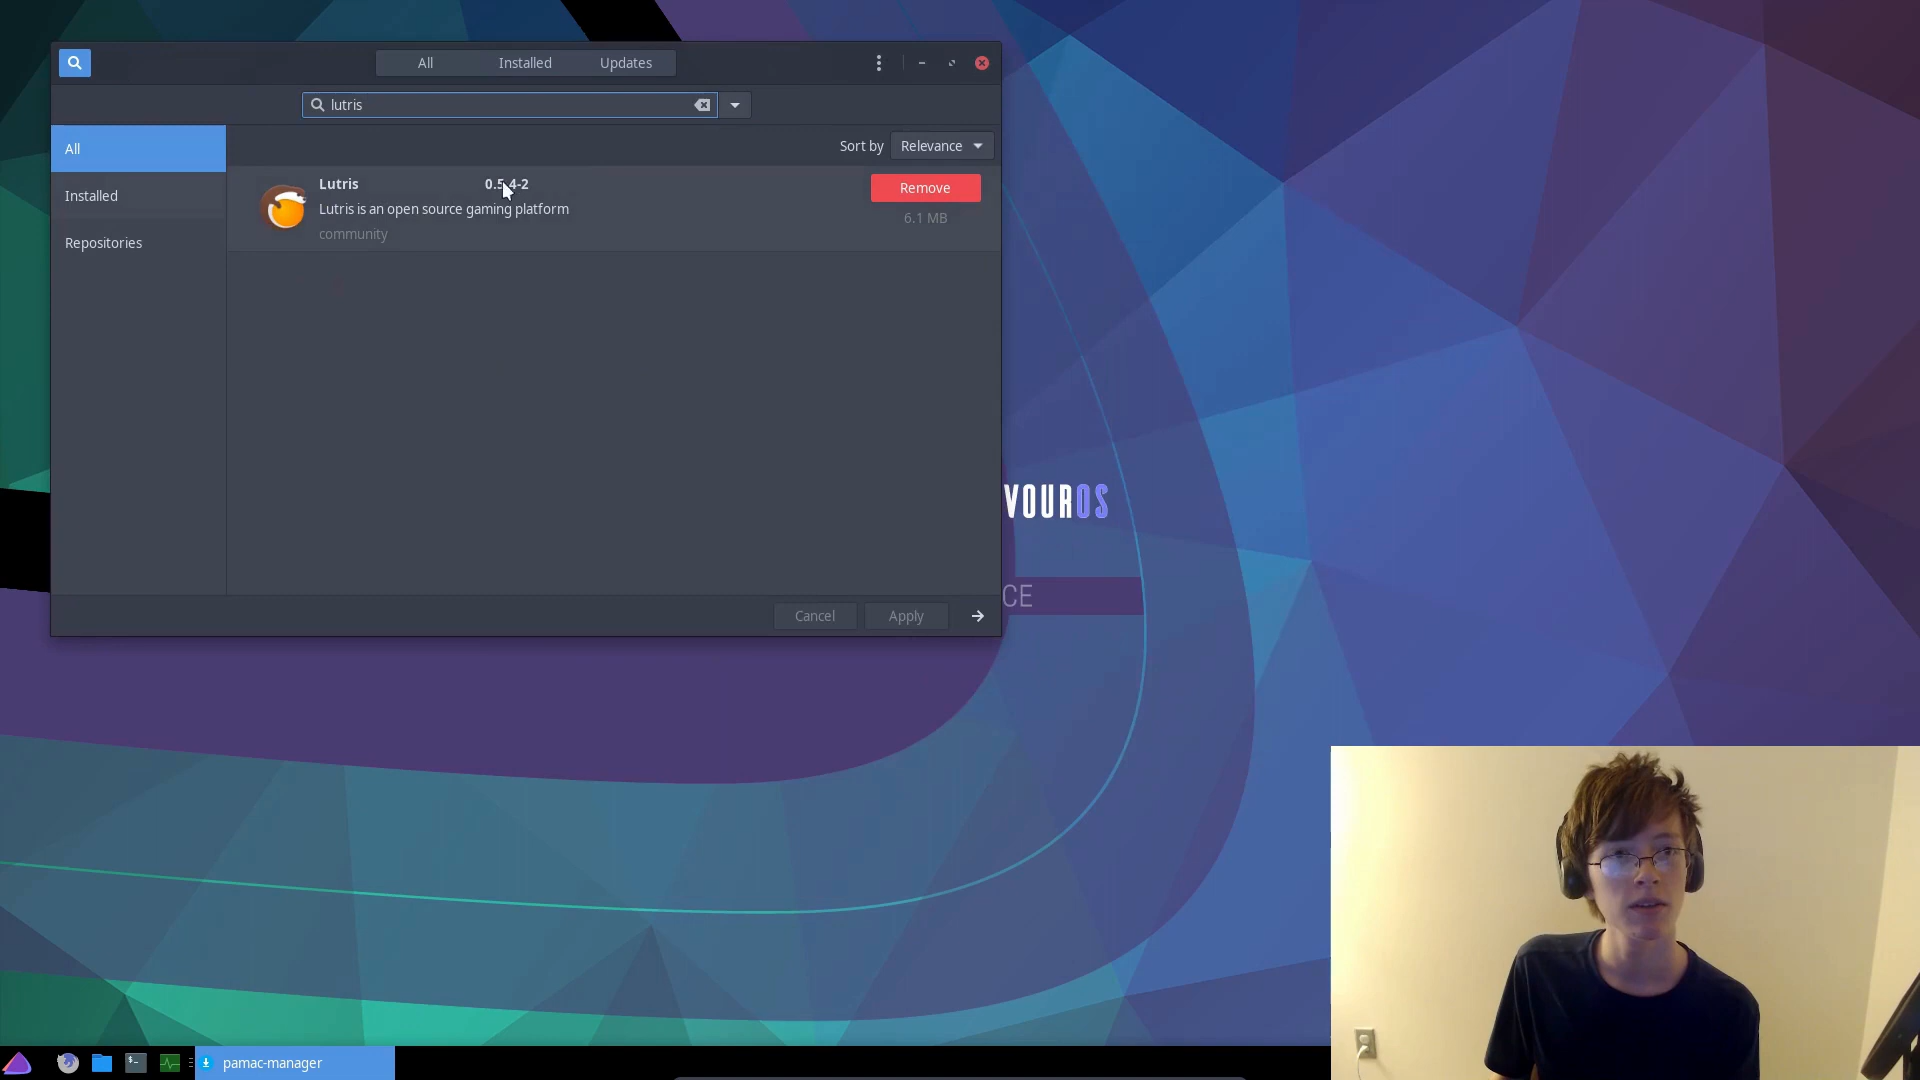 All Installed Updates
lutris
All
Sort by Relevance
Lutris 0.5.4-2
Remove
Installed
Lutris is an open source gaming platform
6.1 MB
community
Repositories
VOUROS
CE
Cancel Apply
pamac-manager